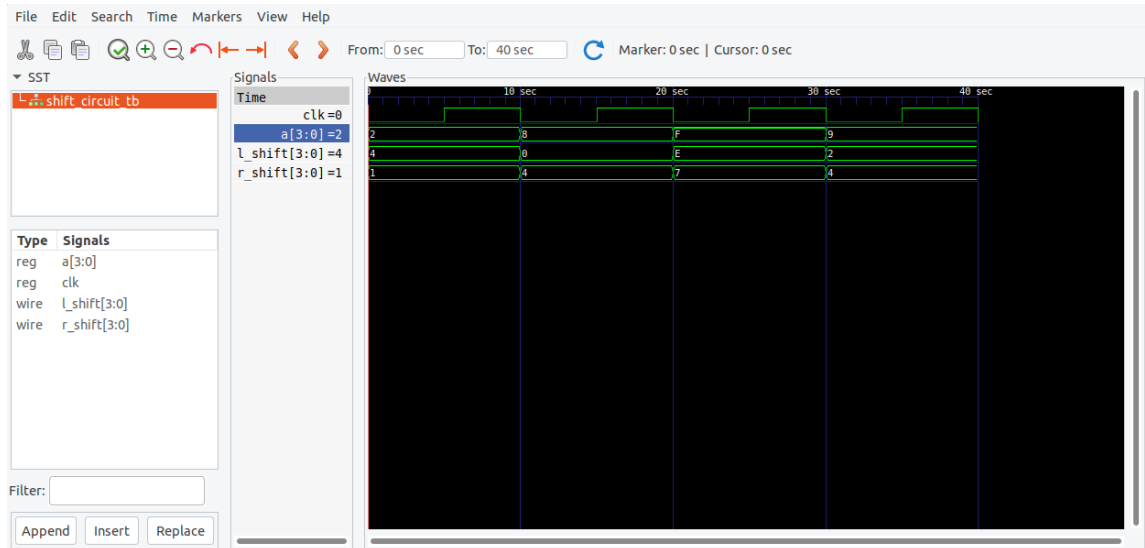 File Edit Search Time Markers View Help
From: 0 sec To: 40 sec Marker: 0 sec | Cursor: 0 sec
SST
shift_circuit_tb
Type Signals
reg a[3:0]
reg clk
wire l_shift[3:0]
wire r_shift[3:0]
Filter:
Append Insert Replace
Signals
Time
clk=0
a[3:0]=2
l_shift[3:0]=4
r_shift[3:0]=1
Waves
0 10 sec 20 sec 30 sec 40 sec
2 8 F 9
4 0 E 2
1 4 7 4